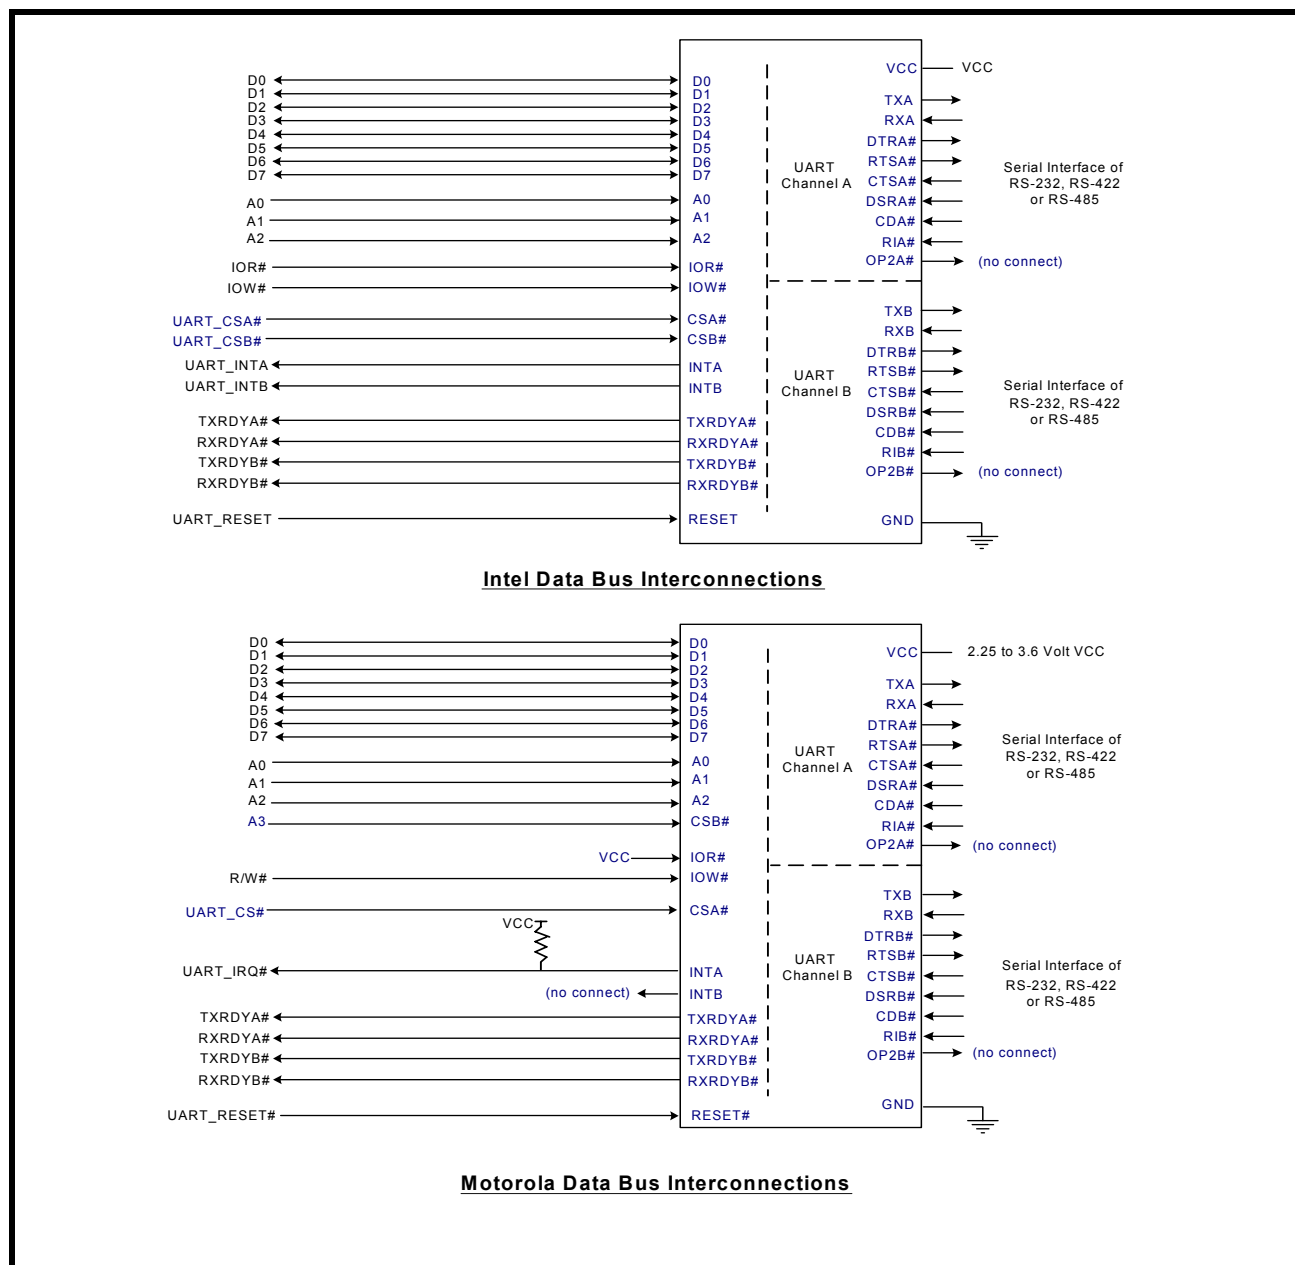 D0 D0 VCC VCC
D1 D1
D2 D2 TXA
D3 D3 RXA
D4 D4 DTRA#
D5 D5 UART RTSA# Serial Interface of
D6 D6 Channel A CTSA# RS-232, RS-422
D7 D7 DSRA# or RS-485
A0 A0
A1 A1 CDA#
A2 A2 RIA#
IOR# IOR# OP2A# (no connect)
IOW# IOW#
UART_CSA# CSA# TXB
UART_CSB# CSB# RXB
UART_INTA INTA DTRB#
UART_INTB INTB UART RTSB# Serial Interface of
Channel B CTSB# RS-232, RS-422
TXRDYA# TXRDYA# DSRB# or RS-485
RXRDYA# RXRDYA# CDB#
TXRDYB# TXRDYB# RIB#
RXRDYB# RXRDYB# OP2B# (no connect)
UART_RESET RESET GND
Intel Data Bus Interconnections
D0 D0 VCC 2.25 to 3.6 Volt VCC
D1 D1
D2 D2 TXA
D3 D3 RXA
D4 D4 DTRA#
D5 D5 UART RTSA# Serial Interface of
D6 D6 Channel A CTSA# RS-232, RS-422
D7 D7 DSRA# or RS-485
A0 A0
A1 A1 CDA#
A2 A2 RIA#
A3 CSB# OP2A# (no connect)
VCC IOR#
R/W# IOW# TXB
UART_CS# CSA# RXB
VCC DTRB#
UART_IRQ# INTA UART RTSB# Serial Interface of
(no connect) INTB Channel B CTSB# RS-232, RS-422
TXRDYA# TXRDYA# DSRB# or RS-485
RXRDYA# RXRDYA# CDB#
TXRDYB# TXRDYB# RIB#
RXRDYB# RXRDYB# OP2B# (no connect)
UART_RESET# RESET# GND
Motorola Data Bus Interconnections